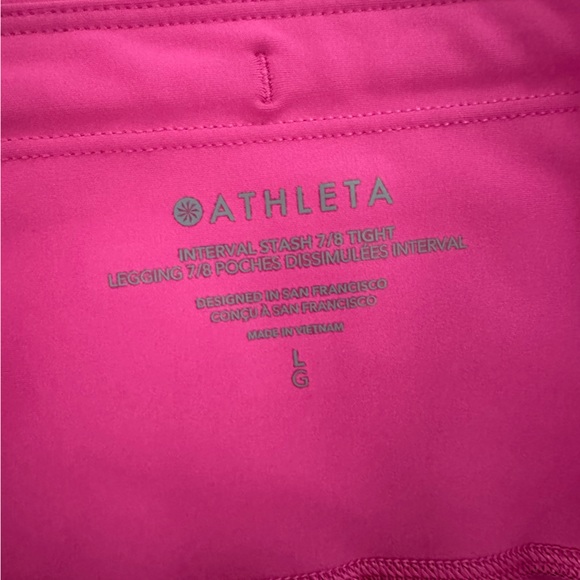 ATHLETA
INTERVAL STASH 7/8 TIGHT
LEGGING 7/8 POCHES DISSIMULÉES INTERVAL
DESIGNED IN SAN FRANCISCO
CONÇU À SAN FRANCISCO
MADE IN VIETNAM
L
G